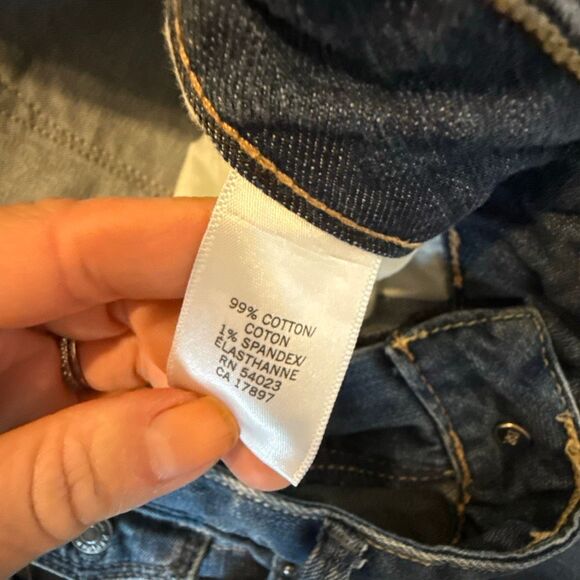 99% COTTON/
COTON
1% SPANDEX/
ÉLASTHANNE
RN 54023
CA 17897